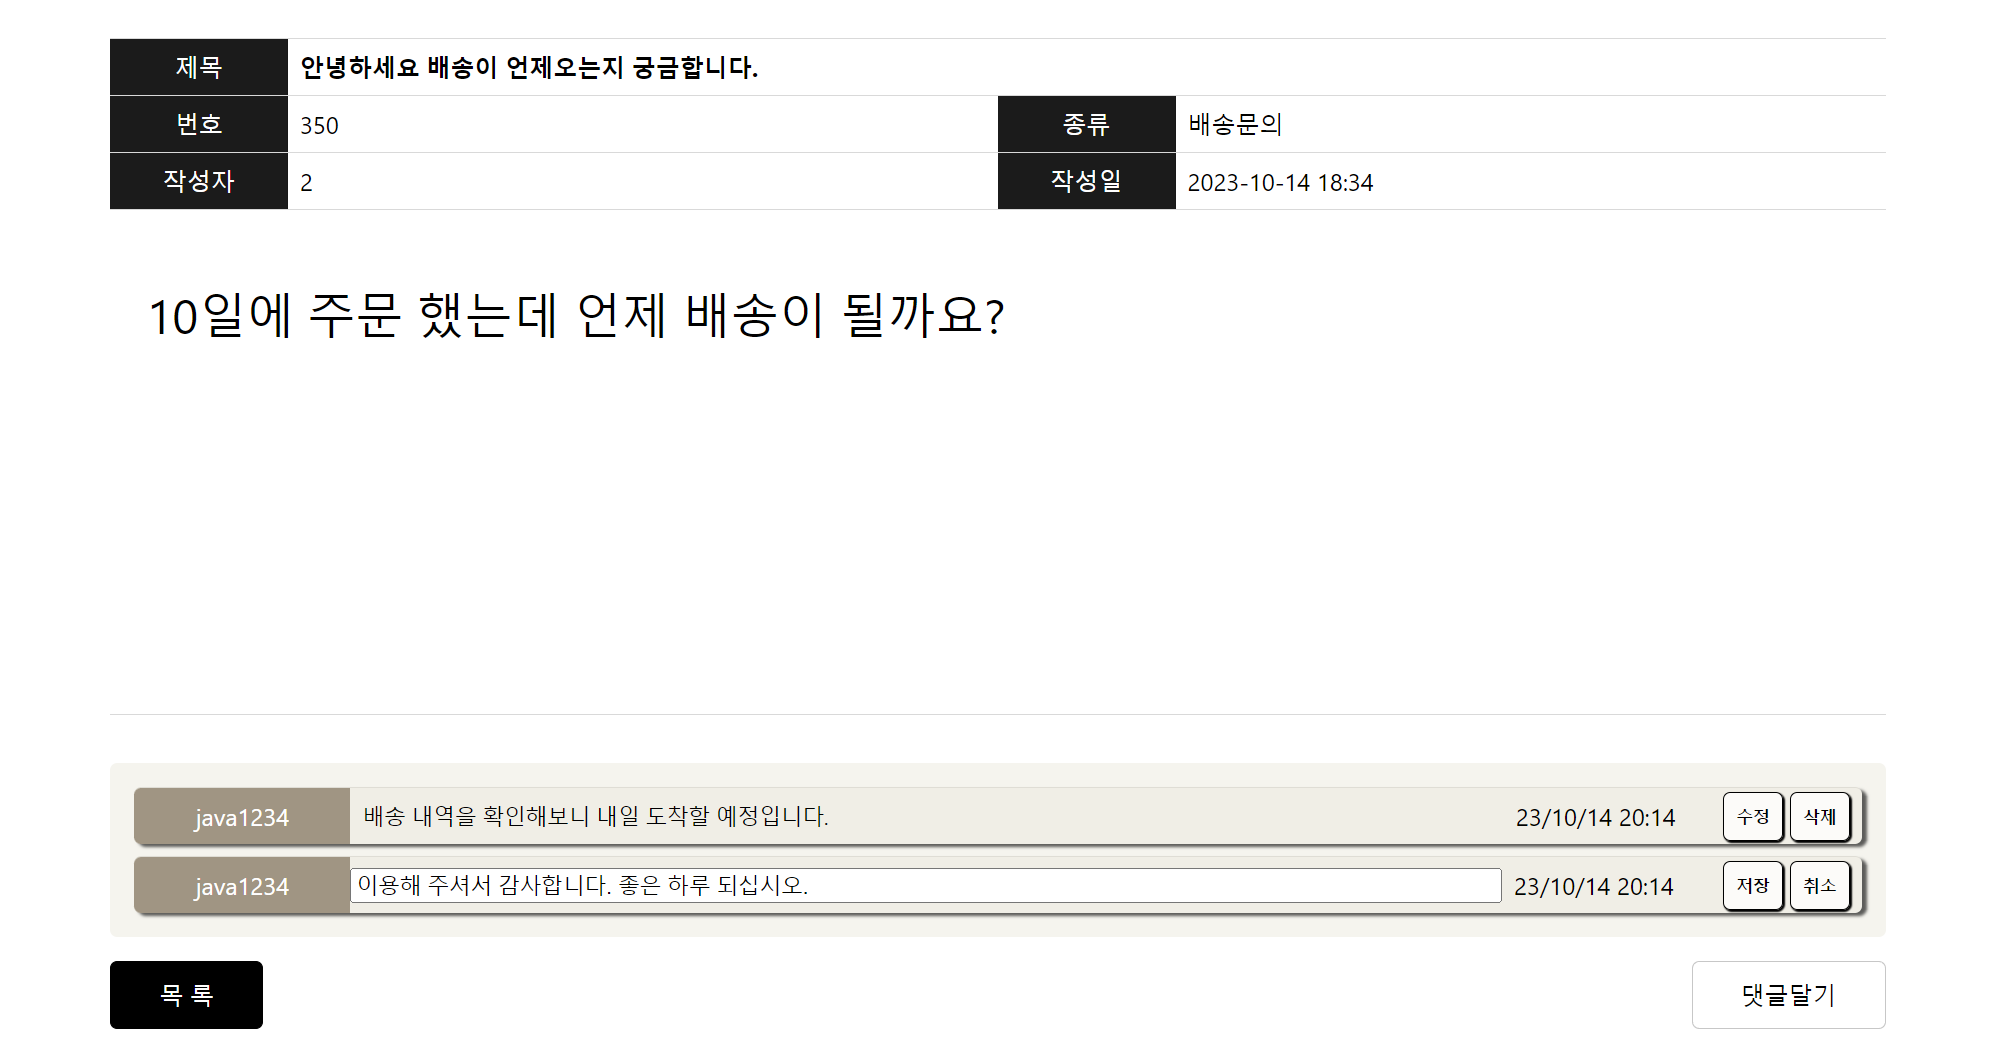 제목 안녕하세요 배송이 언제오는지 궁금합니다.
번호 350 종류 배송문의
작성자 2 작성일 2023-10-14 18:34
10일에 주문 했는데 언제 배송이 될까요?
java1234 배송 내역을 확인해보니 내일 도착할 예정입니다. 23/10/14 20:14 수정 삭제
java1234 이용해 주셔서 감사합니다. 좋은 하루 되십시오. 23/10/14 20:14 저장 취소
목 록 댓글달기